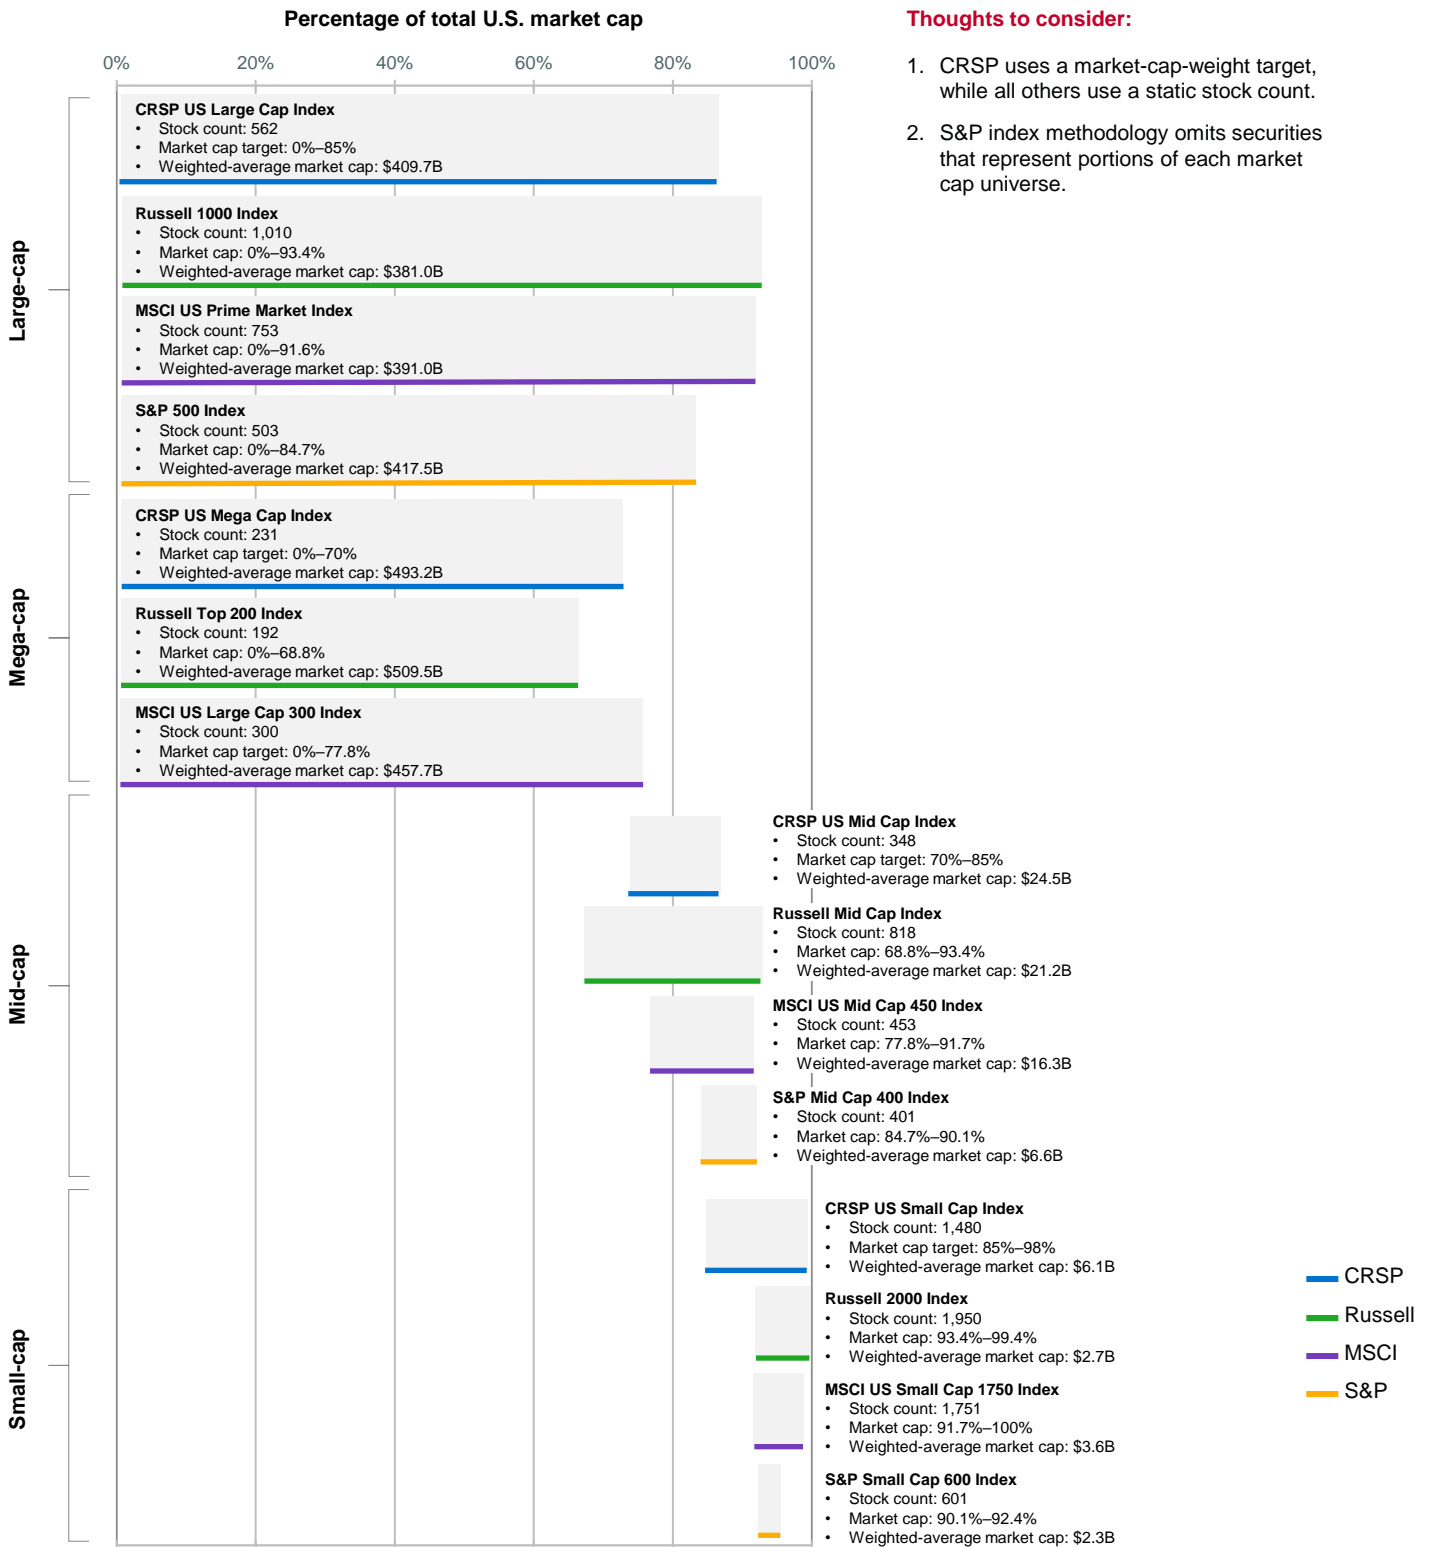 Percentage of total U.S. market cap
0% 20% 40% 60% 80% 100%
Thoughts to consider:
1. CRSP uses a market-cap-weight target,
while all others use a static stock count.
2. S&P index methodology omits securities
that represent portions of each market
cap universe.
Large-cap
CRSP US Large Cap Index
• Stock count: 562
• Market cap target: 0%–85%
• Weighted-average market cap: $409.7B
Russell 1000 Index
• Stock count: 1,010
• Market cap: 0%–93.4%
• Weighted-average market cap: $381.0B
MSCI US Prime Market Index
• Stock count: 753
• Market cap: 0%–91.6%
• Weighted-average market cap: $391.0B
S&P 500 Index
• Stock count: 503
• Market cap: 0%–84.7%
• Weighted-average market cap: $417.5B
Mega-cap
CRSP US Mega Cap Index
• Stock count: 231
• Market cap target: 0%–70%
• Weighted-average market cap: $493.2B
Russell Top 200 Index
• Stock count: 192
• Market cap: 0%–68.8%
• Weighted-average market cap: $509.5B
MSCI US Large Cap 300 Index
• Stock count: 300
• Market cap target: 0%–77.8%
• Weighted-average market cap: $457.7B
Mid-cap
CRSP US Mid Cap Index
• Stock count: 348
• Market cap target: 70%–85%
• Weighted-average market cap: $24.5B
Russell Mid Cap Index
• Stock count: 818
• Market cap: 68.8%–93.4%
• Weighted-average market cap: $21.2B
MSCI US Mid Cap 450 Index
• Stock count: 453
• Market cap: 77.8%–91.7%
• Weighted-average market cap: $16.3B
S&P Mid Cap 400 Index
• Stock count: 401
• Market cap: 84.7%–90.1%
• Weighted-average market cap: $6.6B
Small-cap
CRSP US Small Cap Index
• Stock count: 1,480
• Market cap target: 85%–98%
• Weighted-average market cap: $6.1B
Russell 2000 Index
• Stock count: 1,950
• Market cap: 93.4%–99.4%
• Weighted-average market cap: $2.7B
MSCI US Small Cap 1750 Index
• Stock count: 1,751
• Market cap: 91.7%–100%
• Weighted-average market cap: $3.6B
S&P Small Cap 600 Index
• Stock count: 601
• Market cap: 90.1%–92.4%
• Weighted-average market cap: $2.3B
CRSP
Russell
MSCI
S&P